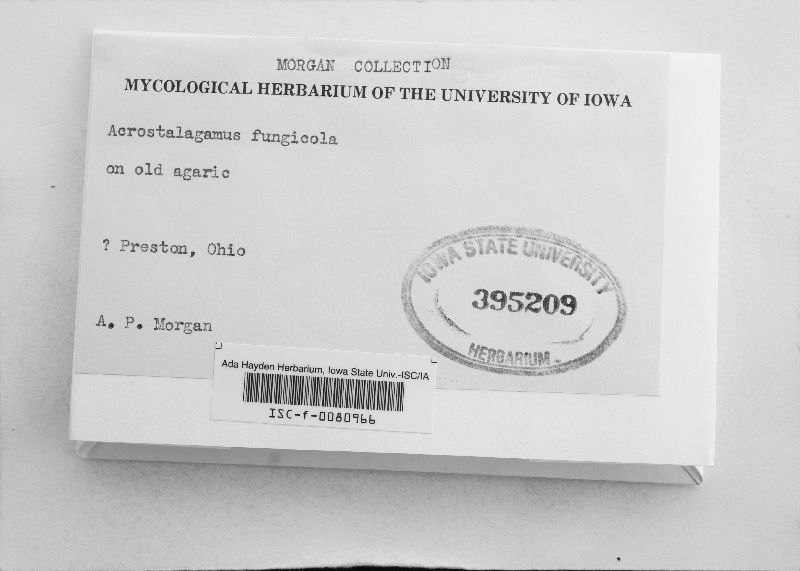 MORGAN COLLECTION
MYCOLOGICAL HERBARIUM OF THE UNIVERSITY OF IOWA
Acrostalagamus fungicola
on old agaric
? Preston, Ohio
A. P. Morgan
IOWA STATE UNIVERSITY
395209
HERBARIUM
Ada Hayden Herbarium, Iowa State Univ.-ISC/IA
ISC-f-0080966